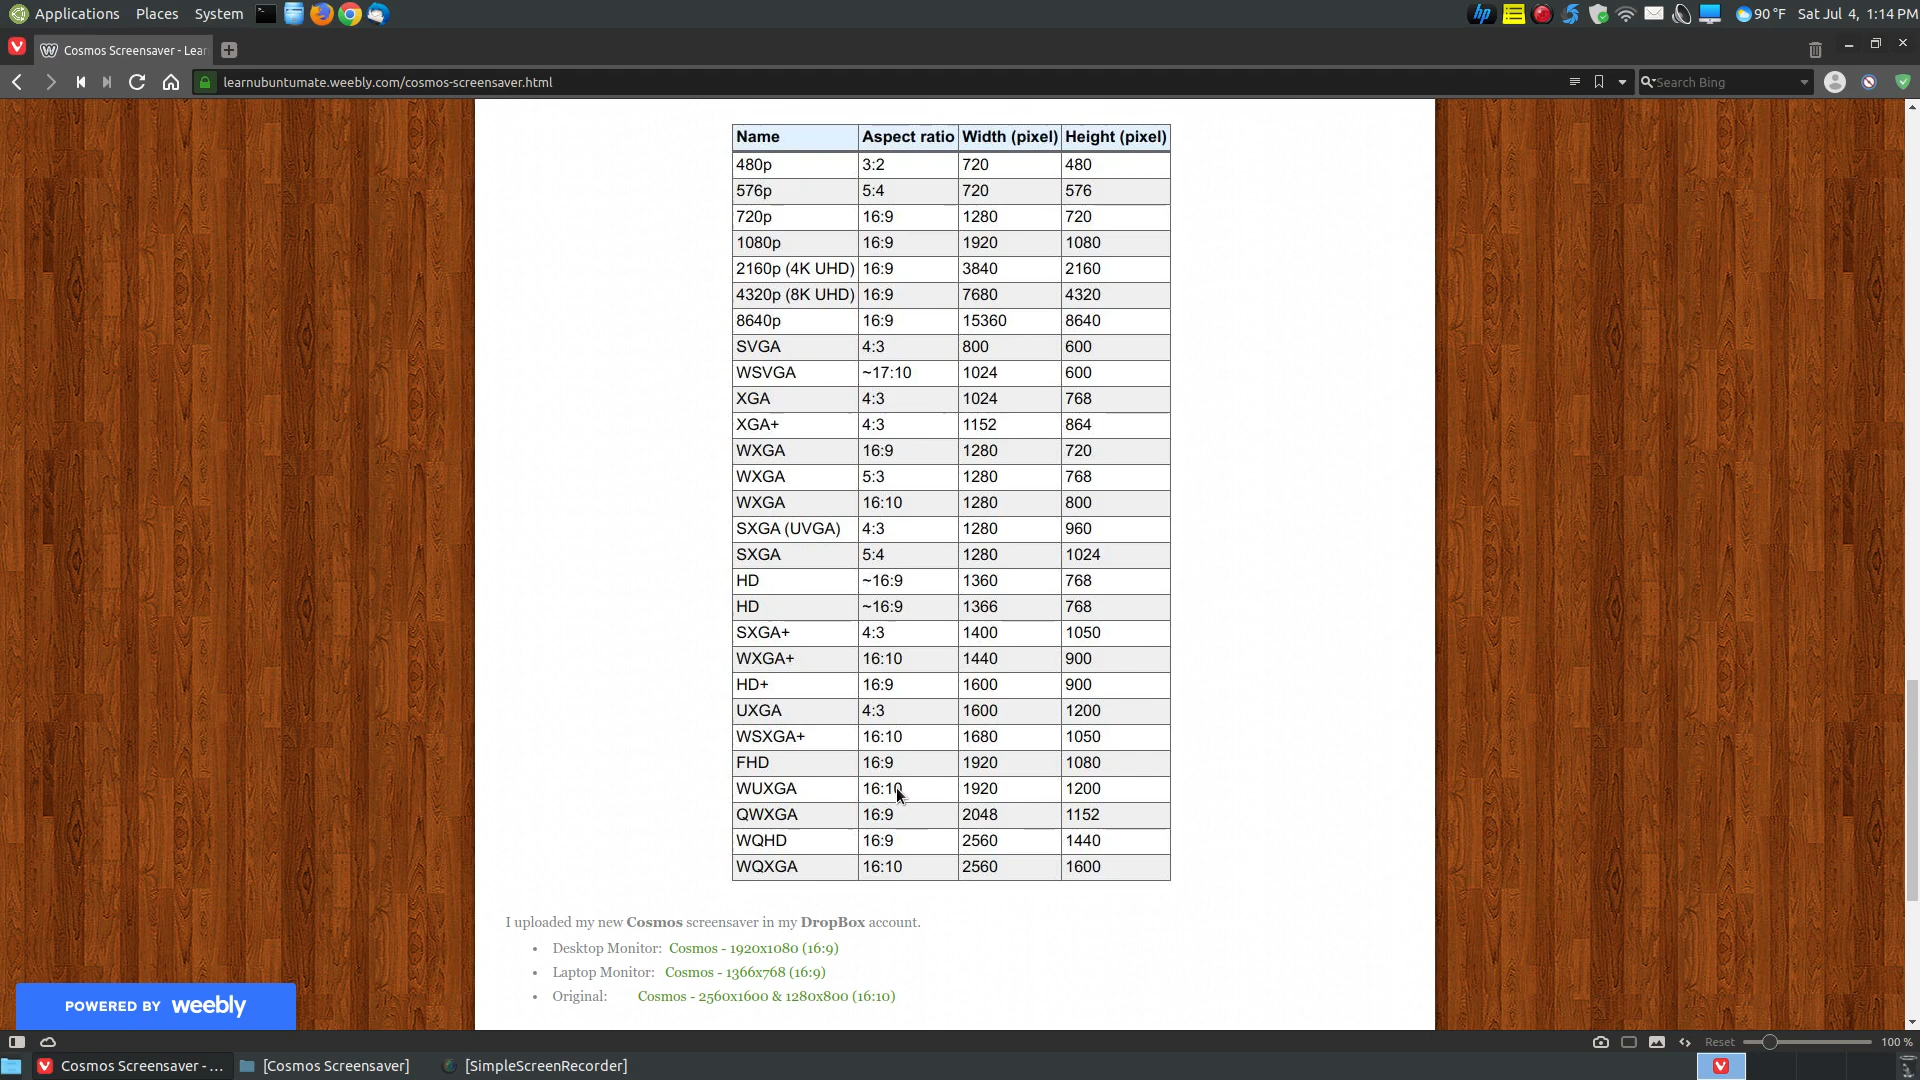 Applications Places System
hp
90 °F Sat Jul 4, 1:14 PM
Cosmos Screensaver - Lear
learnubuntumate.weebly.com/cosmos-screensaver.html
Search Bing
Name Aspect ratio Width (pixel) Height (pixel)
480p 3:2 720 480
576p 5:4 720 576
720p 16:9 1280 720
1080p 16:9 1920 1080
2160p (4K UHD) 16:9 3840 2160
4320p (8K UHD) 16:9 7680 4320
8640p 16:9 15360 8640
SVGA 4:3 800 600
WSVGA ~17:10 1024 600
XGA 4:3 1024 768
XGA+ 4:3 1152 864
WXGA 16:9 1280 720
WXGA 5:3 1280 768
WXGA 16:10 1280 800
SXGA (UVGA) 4:3 1280 960
SXGA 5:4 1280 1024
HD ~16:9 1360 768
HD ~16:9 1366 768
SXGA+ 4:3 1400 1050
WXGA+ 16:10 1440 900
HD+ 16:9 1600 900
UXGA 4:3 1600 1200
WSXGA+ 16:10 1680 1050
FHD 16:9 1920 1080
WUXGA 16:10 1920 1200
QWXGA 16:9 2048 1152
WQHD 16:9 2560 1440
WQXGA 16:10 2560 1600
I uploaded my new Cosmos screensaver in my DropBox account.
• Desktop Monitor: Cosmos - 1920x1080 (16:9)
• Laptop Monitor: Cosmos - 1366x768 (16:9)
• Original: Cosmos - 2560x1600 & 1280x800 (16:10)
POWERED BY weebly
Reset 100 %
Cosmos Screensaver - ... [Cosmos Screensaver] [SimpleScreenRecorder]